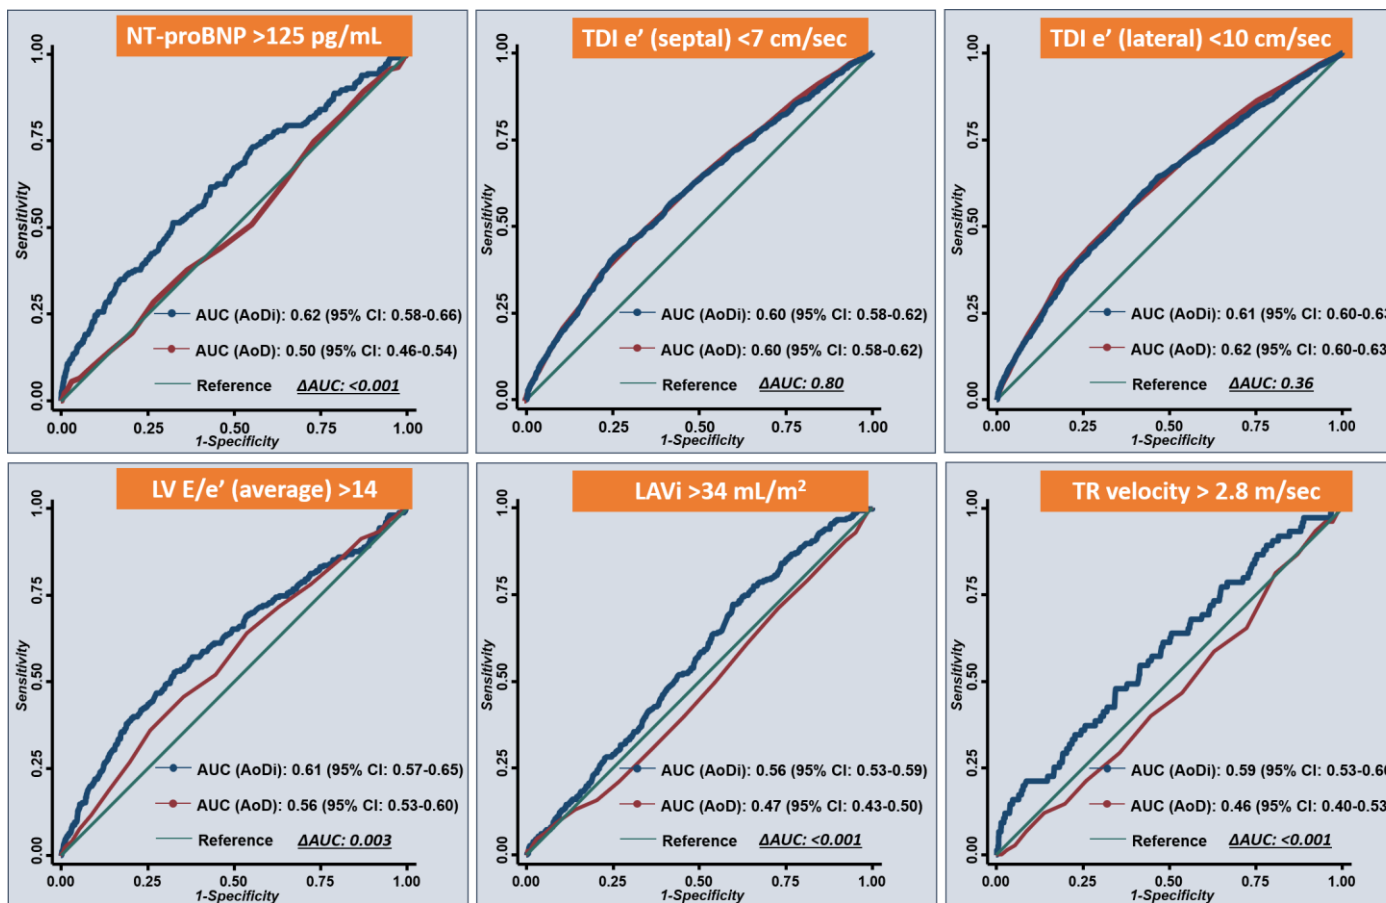 NT-proBNP >125 pg/mL
Sensitivity
1.00
0.75
0.50
0.25
0.00
AUC (AoDi): 0.62 (95% CI: 0.58-0.66)
AUC (AoD): 0.50 (95% CI: 0.46-0.54)
Reference ΔAUC: <0.001
0.00 0.25 0.50 0.75 1.00
1-Specificity
TDI e’ (septal) <7 cm/sec
Sensitivity
1.00
0.75
0.50
0.25
0.00
AUC (AoDi): 0.60 (95% CI: 0.58-0.62)
AUC (AoD): 0.60 (95% CI: 0.58-0.62)
Reference ΔAUC: 0.80
0.00 0.25 0.50 0.75 1.00
1-Specificity
TDI e’ (lateral) <10 cm/sec
Sensitivity
1.00
0.75
0.50
0.25
0.00
AUC (AoDi): 0.61 (95% CI: 0.60-0.63
AUC (AoD): 0.62 (95% CI: 0.60-0.63
Reference ΔAUC: 0.36
0.00 0.25 0.50 0.75 1.00
1-Specificity
LV E/e’ (average) >14
Sensitivity
1.00
0.75
0.50
0.25
0.00
AUC (AoDi): 0.61 (95% CI: 0.57-0.65)
AUC (AoD): 0.56 (95% CI: 0.53-0.60)
Reference ΔAUC: 0.003
0.00 0.25 0.50 0.75 1.00
1-Specificity
LAVi >34 mL/m²
Sensitivity
1.00
0.75
0.50
0.25
0.00
AUC (AoDi): 0.56 (95% CI: 0.53-0.59)
AUC (AoD): 0.47 (95% CI: 0.43-0.50)
Reference ΔAUC: <0.001
0.00 0.25 0.50 0.75 1.00
1-Specificity
TR velocity > 2.8 m/sec
Sensitivity
1.00
0.75
0.50
0.25
0.00
AUC (AoDi): 0.59 (95% CI: 0.53-0.66
AUC (AoD): 0.46 (95% CI: 0.40-0.53
Reference ΔAUC: <0.001
0.00 0.25 0.50 0.75 1.00
1-Specificity